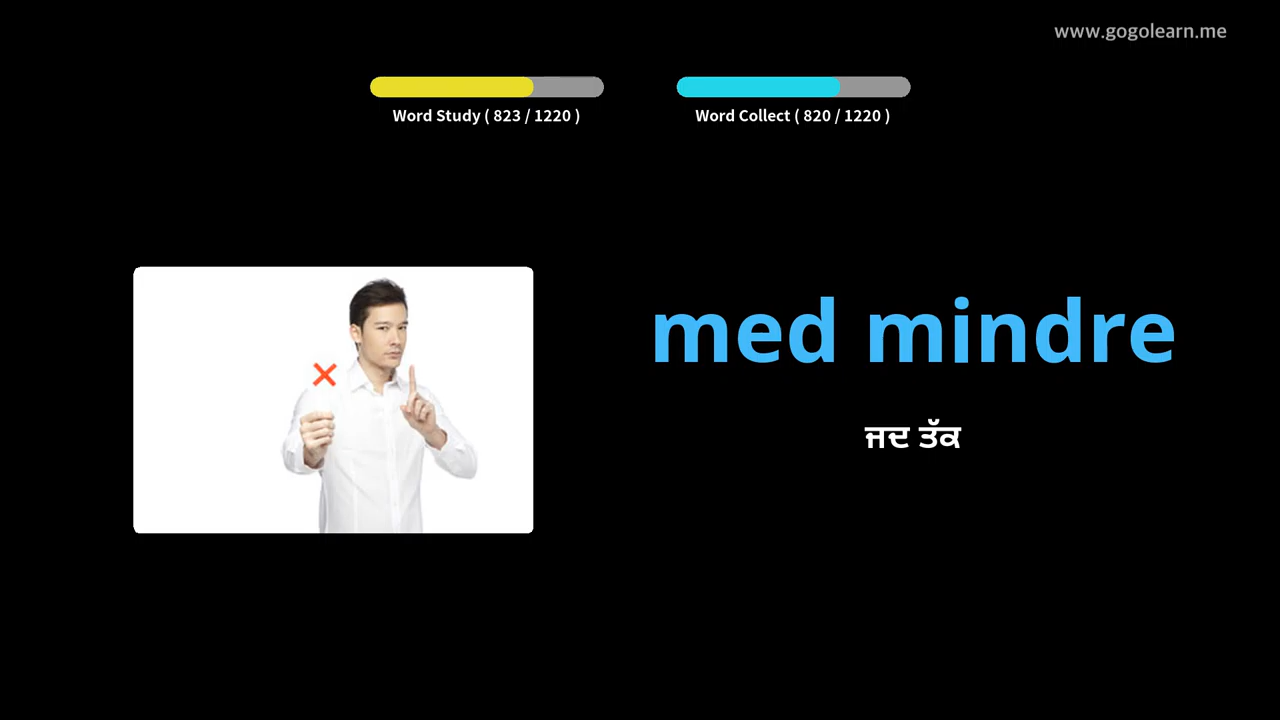 www.gogolearn.me
Word Study ( 823 / 1220 )
Word Collect ( 820 / 1220 )
med mindre
ਜਦ ਤੱਕ